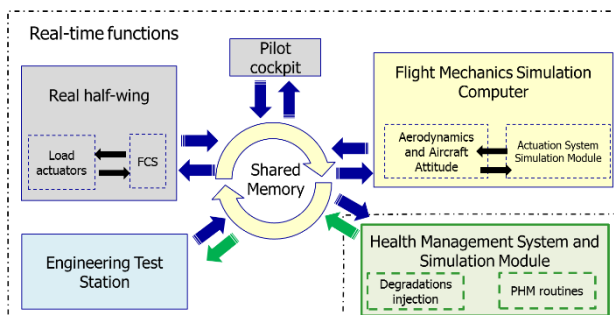 Real-time functions
Pilot
cockpit
Real half-wing
Load
actuators
FCS
Shared
Memory
Flight Mechanics Simulation
Computer
Aerodynamics
and Aircraft
Attitude
Actuation System
Simulation Module
Engineering Test
Station
Health Management System and
Simulation Module
Degradations
injection
PHM routines